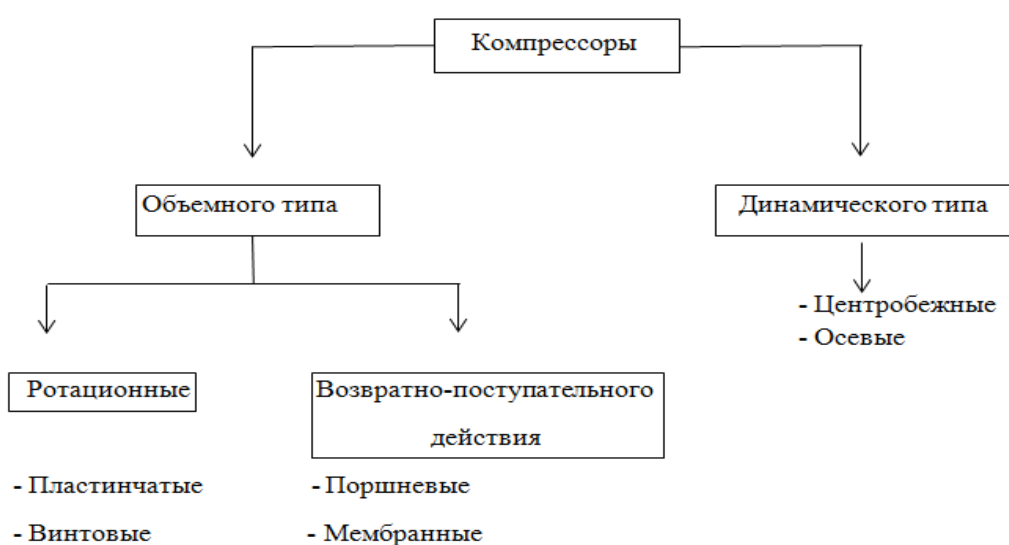 Компрессоры
Объемного типа
Динамического типа
- Центробежные
- Осевые
Ротационные
Возвратно-поступательного
действия
- Пластинчатые
- Винтовые
- Поршневые
- Мембранные